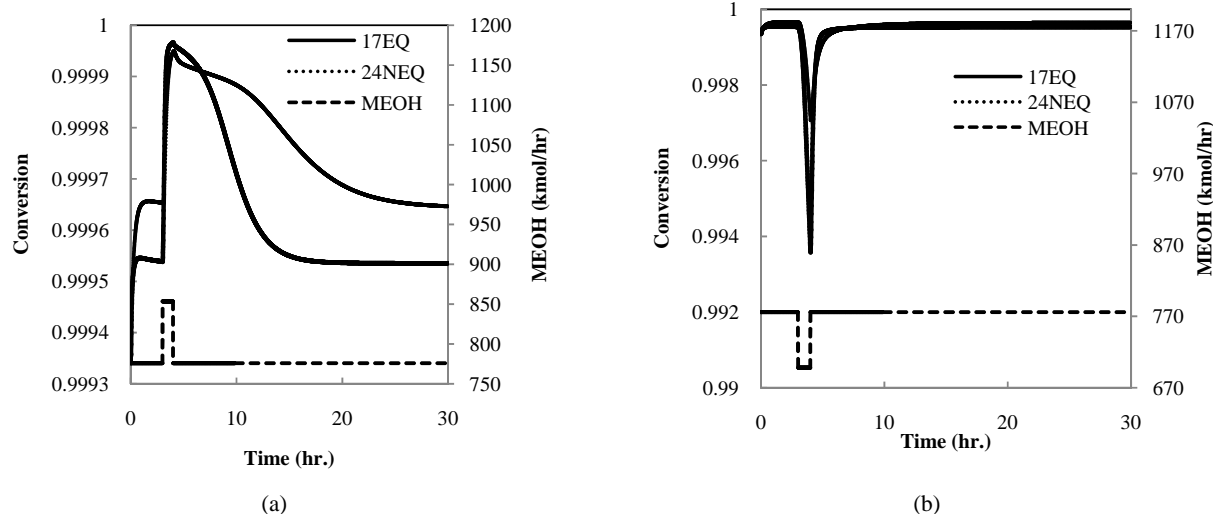 1
0.9999
0.9998
0.9997
0.9996
0.9995
0.9994
0.9993
Conversion
0 10 20 30
Time (hr.)
1200
1150
1100
1050
1000
950
900
850
800
750
MEOH (kmol/hr)
17EQ
24NEQ
MEOH
(a)
1
0.998
0.996
0.994
0.992
0.99
Conversion
0 10 20 30
Time (hr.)
1170
1070
970
870
770
670
MEOH (kmol/hr)
17EQ
24NEQ
MEOH
(b)